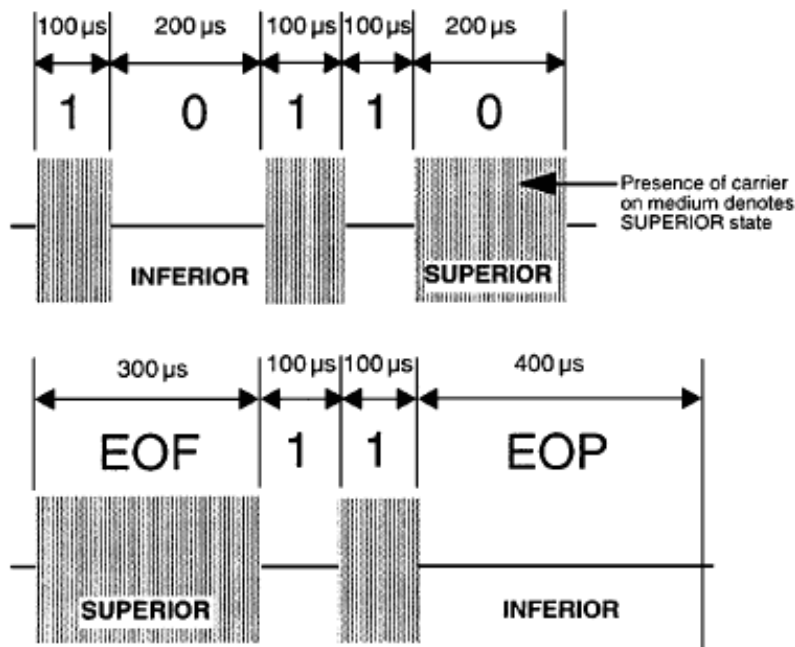 100 µs 200 µs 100 µs 100 µs 200 µs
1 0 1 1 0
Presence of carrier
on medium denotes
SUPERIOR state
INFERIOR SUPERIOR
300 µs 100 µs 100 µs 400 µs
EOF 1 1 EOP
SUPERIOR INFERIOR